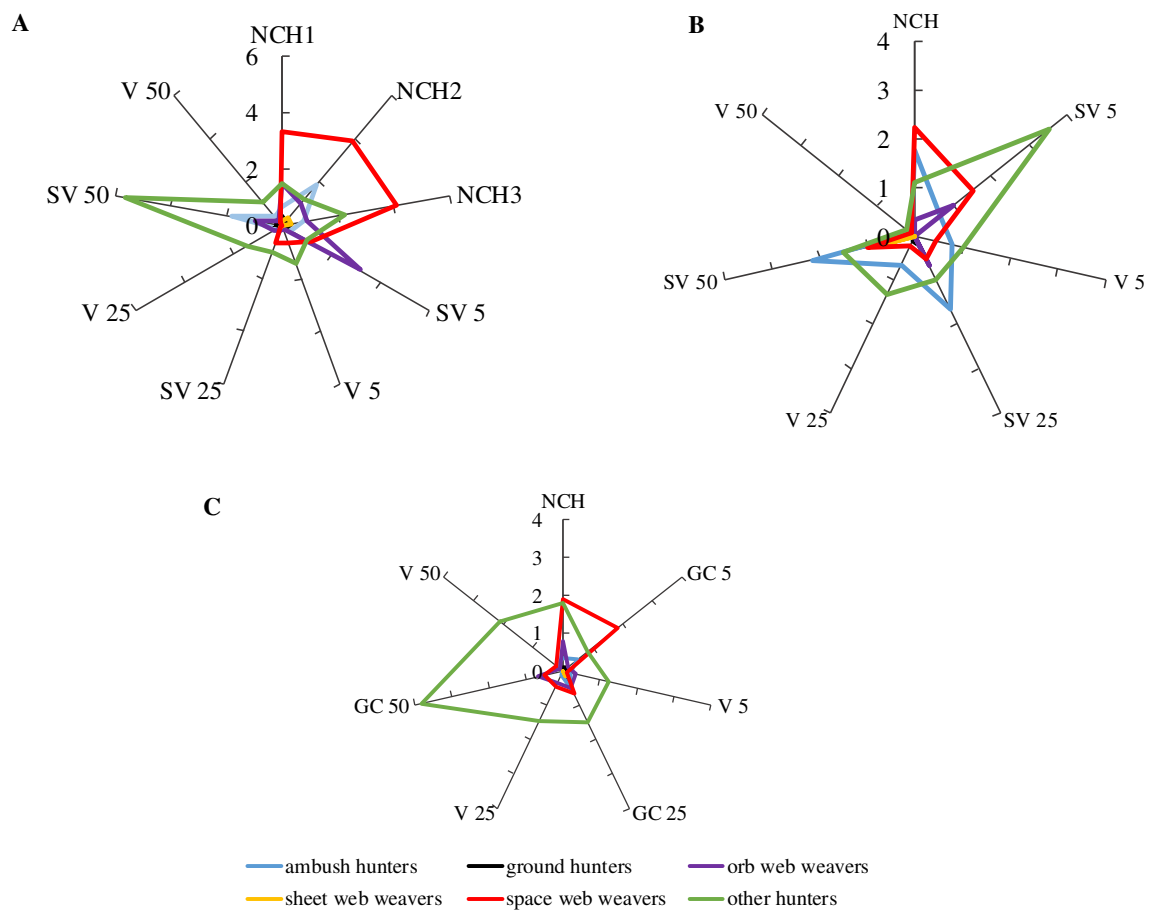 A
NCH1
NCH2
NCH3
SV 5
V 5
SV 25
V 25
SV 50
V 50
6
4
2
0
B
NCH
SV 5
V 5
SV 25
V 25
SV 50
V 50
4
3
2
1
0
C
NCH
GC 5
V 5
GC 25
V 25
GC 50
V 50
4
3
2
1
0
ambush hunters ground hunters orb web weavers
sheet web weavers space web weavers other hunters